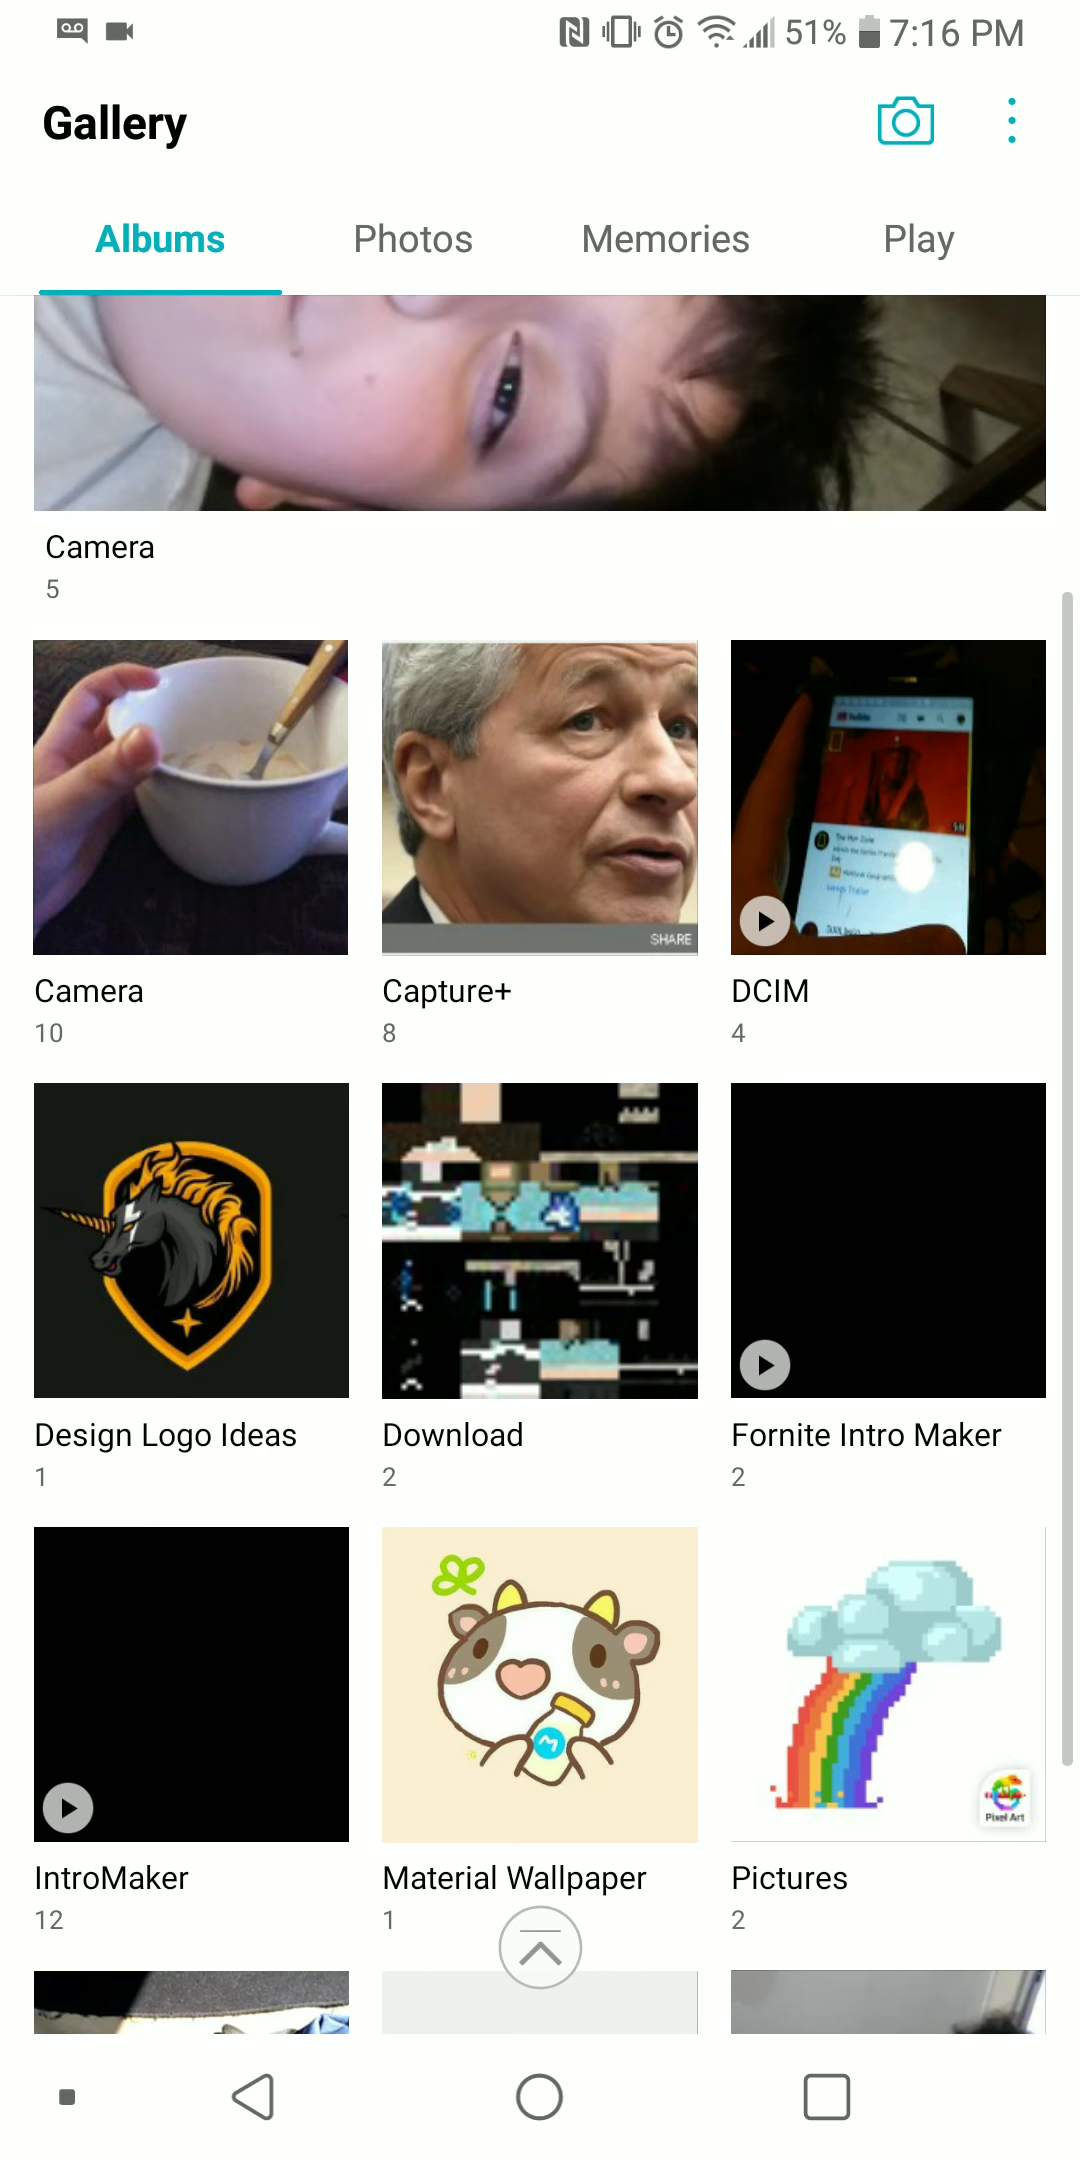 51% 7:16 PM
Gallery
Albums Photos Memories Play
Camera
5
SHARE
Camera Capture+ DCIM
10 8 4
Design Logo Ideas Download Fornite Intro Maker
1 2 2
Pixel Art
IntroMaker Material Wallpaper Pictures
12 1 2